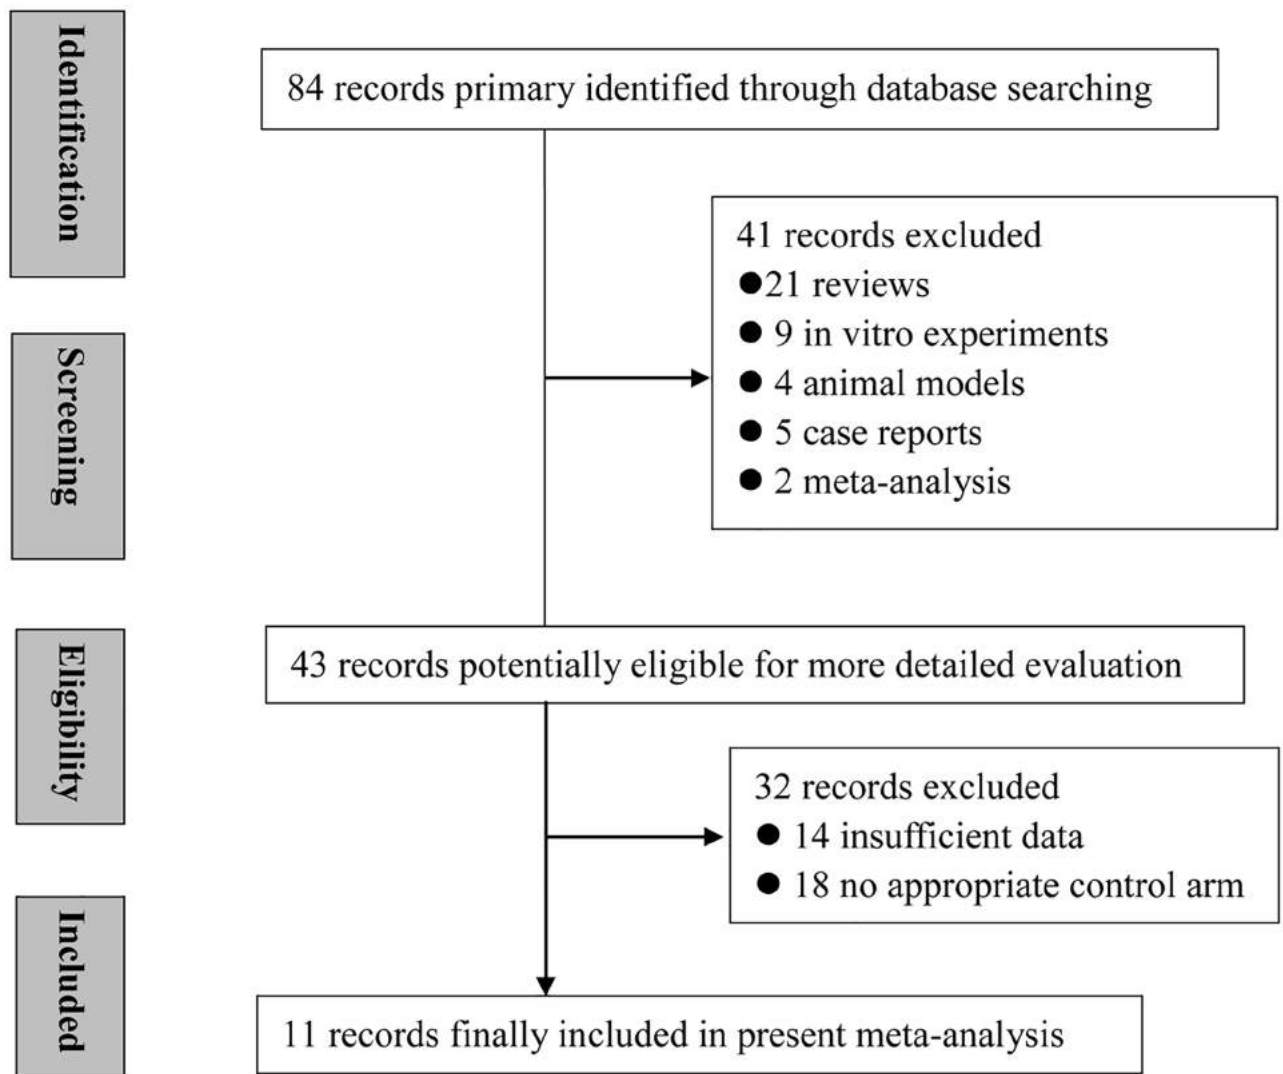 Identification
84 records primary identified through database searching
41 records excluded
●21 reviews
● 9 in vitro experiments
● 4 animal models
● 5 case reports
● 2 meta-analysis
Screening
43 records potentially eligible for more detailed evaluation
Eligibility
32 records excluded
● 14 insufficient data
● 18 no appropriate control arm
Included
11 records finally included in present meta-analysis